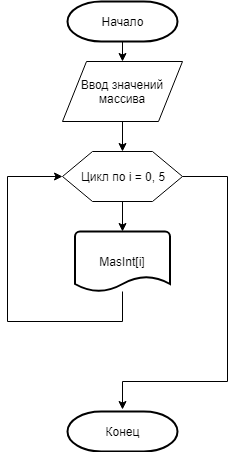 Начало
Ввод значений
массива
Цикл по i = 0, 5
MasInt[i]
Конец